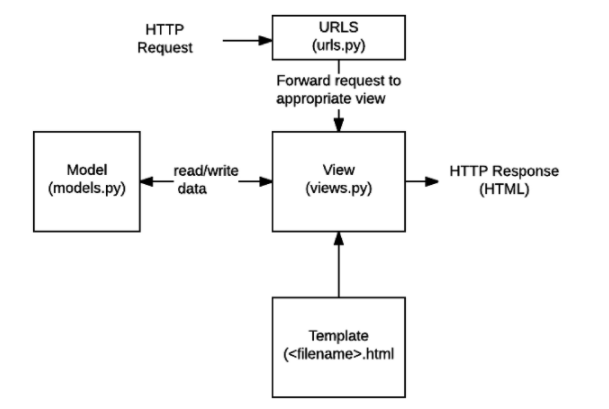 HTTP
Request
URLS
(urls.py)
Forward request to
appropriate view
Model
(models.py)
read/write
data
View
(views.py)
HTTP Response
(HTML)
Template
(<filename>.html